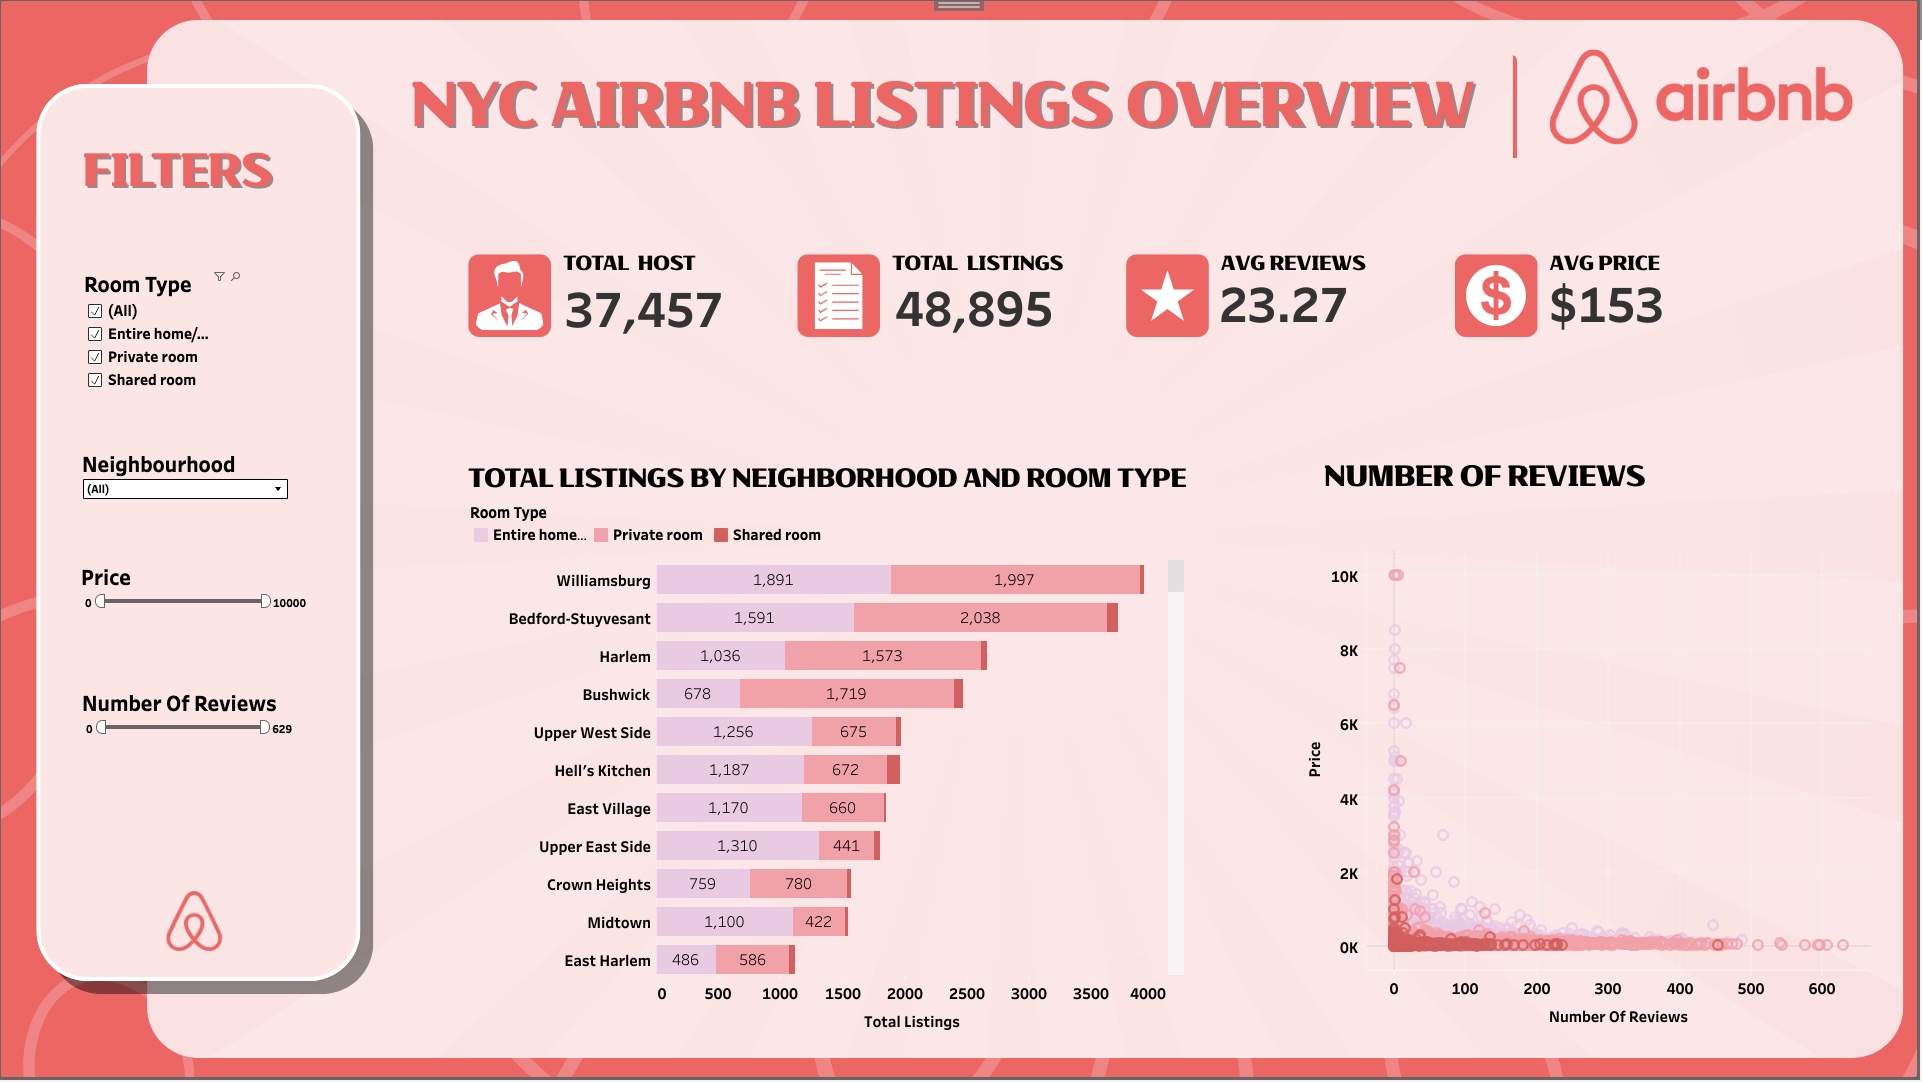 NYC AIRBNB LISTINGS OVERVIEW
airbnb
FILTERS
Room Type
(All)
Entire home/...
Private room
Shared room
Neighbourhood
(All)
Price
0 10000
Number Of Reviews
0 629
TOTAL HOST
37,457
TOTAL LISTINGS
48,895
AVG REVIEWS
23.27
AVG PRICE
$153
$
TOTAL LISTINGS BY NEIGHBORHOOD AND ROOM TYPE
Room Type
Entire home... Private room Shared room
Williamsburg 1,891 1,997
Bedford-Stuyvesant 1,591 2,038
Harlem 1,036 1,573
Bushwick 678 1,719
Upper West Side 1,256 675
Hell's Kitchen 1,187 672
East Village 1,170 660
Upper East Side 1,310 441
Crown Heights 759 780
Midtown 1,100 422
East Harlem 486 586
0 500 1000 1500 2000 2500 3000 3500 4000
Total Listings
NUMBER OF REVIEWS
10K
8K
6K
4K
2K
0K
Price
0 100 200 300 400 500 600
Number Of Reviews